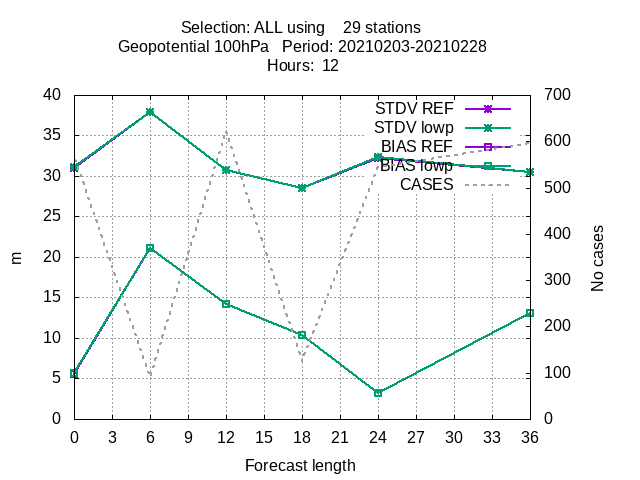 Selection: ALL using 29 stations
Geopotential 100hPa Period: 20210203-20210228
Hours: 12
40
35
30
25
20
15
10
5
0
m
700
600
500
400
300
200
100
0
No cases
STDV REF
STDV lowp
BIAS REF
BIAS lowp
CASES
0 3 6 9 12 15 18 21 24 27 30 33 36
Forecast length